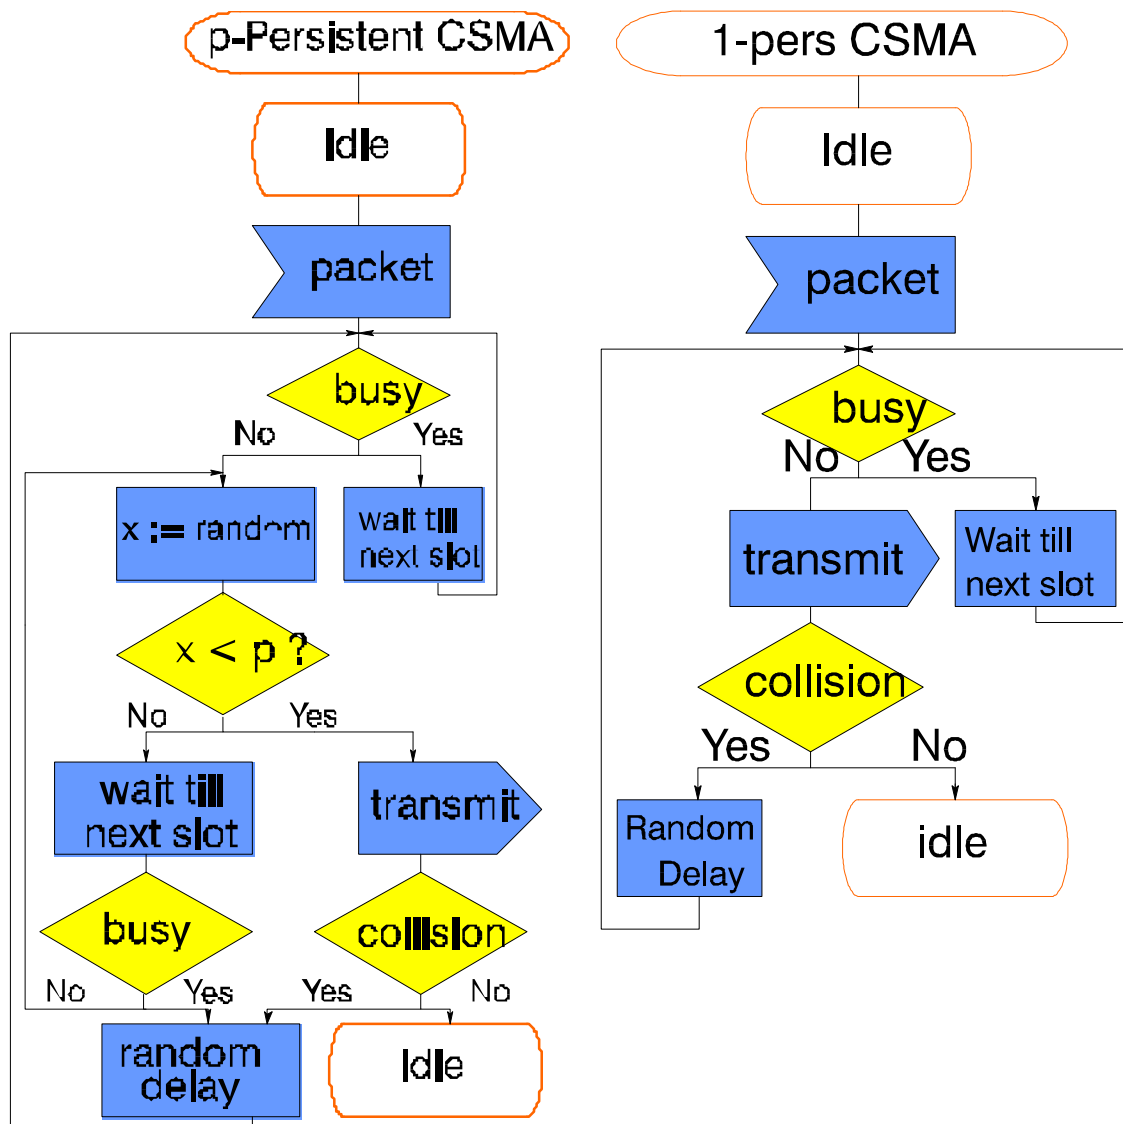 p-Persistent CSMA
Idle
packet
busy
No
Yes
x := random
wait till
next slot
x < p ?
No
Yes
wait till
next slot
transmit
busy
collision
No
Yes
Yes
No
random
delay
Idle
1-pers CSMA
Idle
packet
busy
No
Yes
transmit
Wait till
next slot
collision
Yes
No
Random
Delay
idle